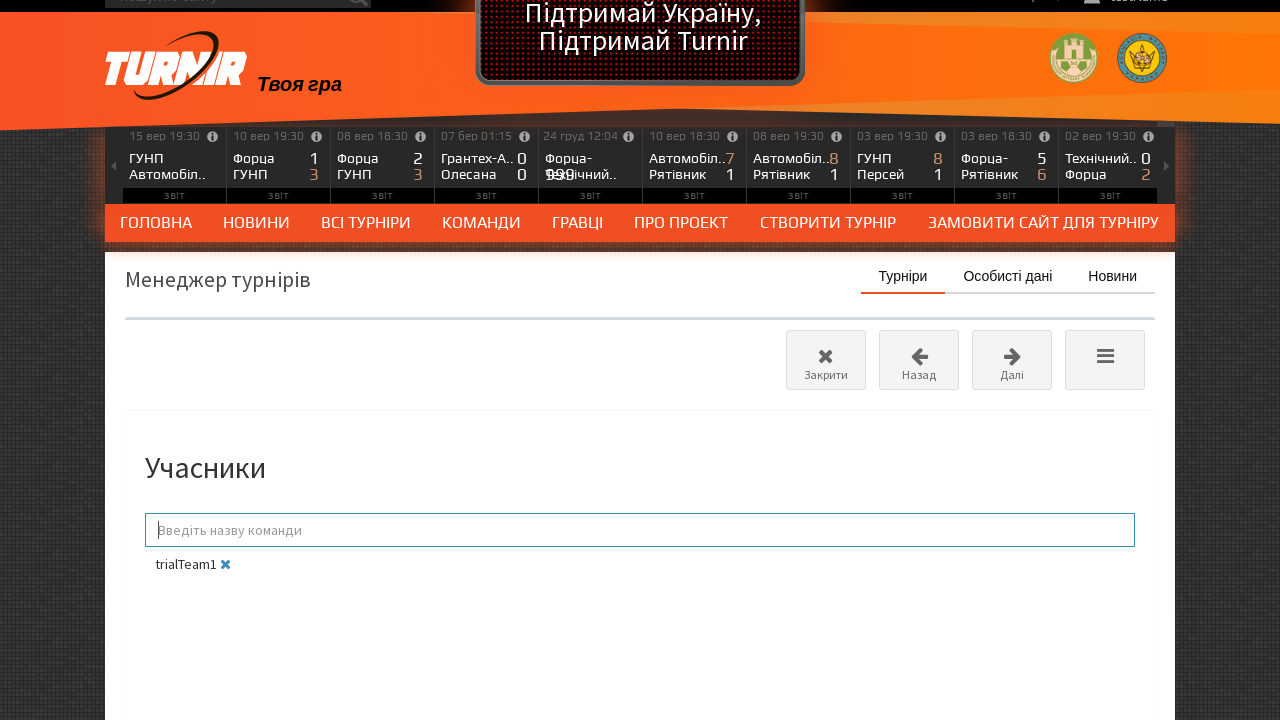 Підтримай Україну,
Підтримай Turnir
TURNIR
Твоя гра
15 вер 19:30
ГУНП
Автомобіл..
звіт
10 вер 19:30
Форца 1
ГУНП 3
звіт
08 вер 18:30
Форца 2
ГУНП 3
звіт
07 бер 01:15
Грантех-А.. 0
Олесана 0
звіт
24 груд 12:04
Форца-
Технічний..
звіт
10 вер 18:30
Автомобіл.. 7
Рятівник 1
звіт
08 вер 19:30
Автомобіл.. 8
Рятівник 1
звіт
03 вер 19:30
ГУНП 8
Персей 1
звіт
03 вер 18:30
Форца- 5
Рятівник 6
звіт
02 вер 19:30
Технічний.. 0
Форца 2
звіт
ГОЛОВНА НОВИНИ ВСІ ТУРНІРИ КОМАНДИ ГРАВЦІ ПРО ПРОЕКТ СТВОРИТИ ТУРНІР ЗАМОВИТИ САЙТ ДЛЯ ТУРНІРУ
Менеджер турнірів
Турніри Особисті дані Новини
Закрити Назад Далі
Учасники
Введіть назву команди
trialTeam1